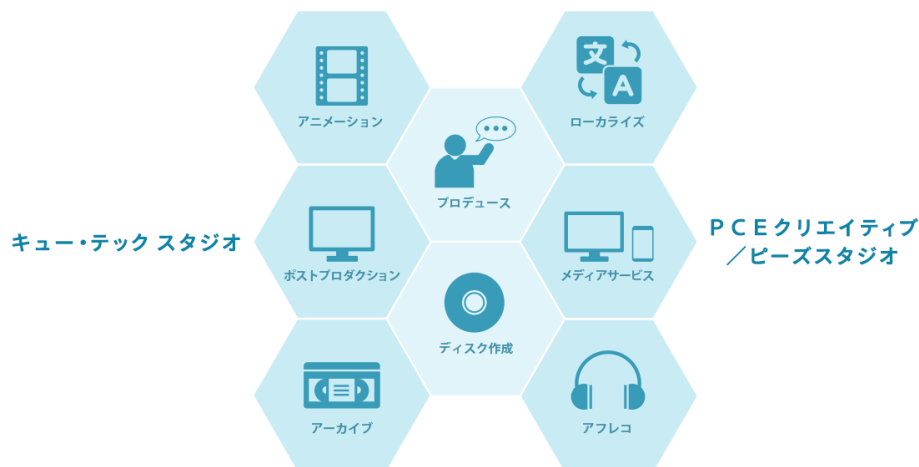 アニメーション
文
A
ローカライズ
プロデュース
キュー・テック スタジオ
ポストプロダクション
メディアサービス
ＰＣＥクリエイティブ
／ピーズスタジオ
ディスク作成
アーカイブ
アフレコ